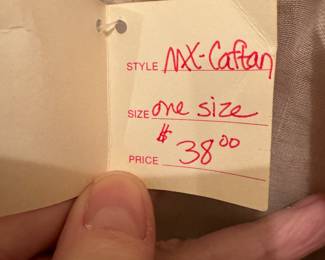 STYLE MX-Caftan
SIZE one size
PRICE $ 38.00